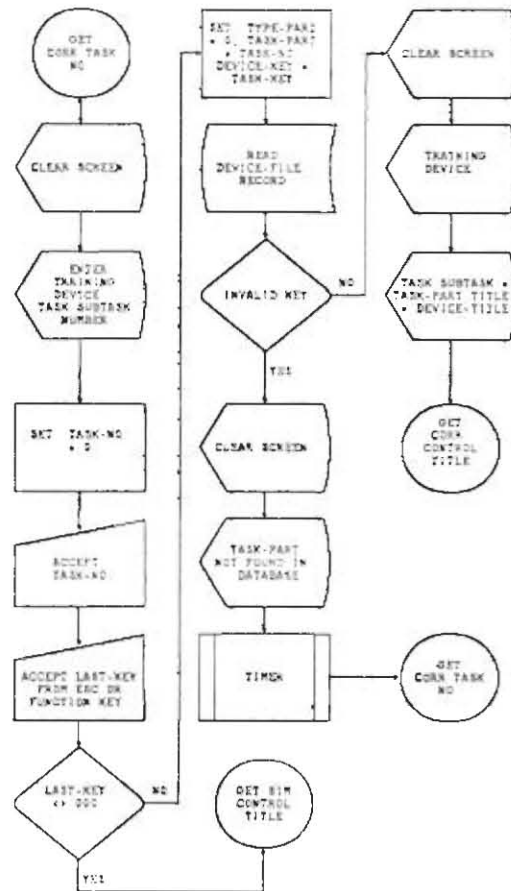 GET
CORR TASK
NO
CLEAR SCREEN
ENTER
TRAINING
DEVICE
TASK SUBTASK
NUMBER
SET TASK-NO
= 0
ACCEPT
TASK-NO
ACCEPT LAST-KEY
FROM ESC OR
FUNCTION KEY
LAST-KEY
<> 000
NO
YES
SET TYPE-PART
= 0, TASK-PART
= TASK-NO
DEVICE-KEY =
TASK-KEY
READ
DEVICE-FILE
RECORD
INVALID KEY
NO
YES
CLEAR SCREEN
TASK-PART
NOT FOUND IN
DATABASE
TIMER
GET
CORR TASK
NO
GET SIM
CONTROL
TITLE
CLEAR SCREEN
TRAINING
DEVICE
TASK SUBTASK =
TASK-PART TITLE
= DEVICE-TITLE
GET
CORR
CONTROL
TITLE